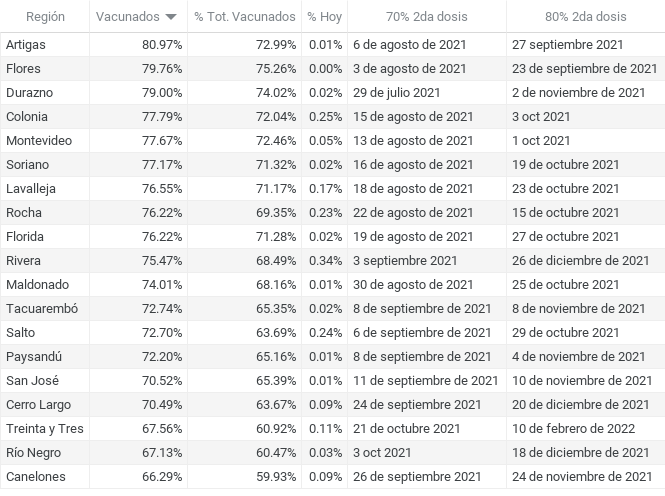 Región Vacunados % Tot. Vacunados % Hoy 70% 2da dosis 80% 2da dosis
Artigas 80.97% 72.99% 0.01% 6 de agosto de 2021 27 septiembre 2021
Flores 79.76% 75.26% 0.00% 3 de agosto de 2021 23 de septiembre de 2021
Durazno 79.00% 74.02% 0.02% 29 de julio 2021 2 de noviembre de 2021
Colonia 77.79% 72.04% 0.25% 15 de agosto de 2021 3 oct 2021
Montevideo 77.67% 72.46% 0.05% 13 de agosto de 2021 1 oct 2021
Soriano 77.17% 71.32% 0.02% 16 de agosto de 2021 19 de octubre 2021
Lavalleja 76.55% 71.17% 0.17% 18 de agosto de 2021 23 de octubre 2021
Rocha 76.22% 69.35% 0.23% 22 de agosto de 2021 15 de octubre 2021
Florida 76.22% 71.28% 0.02% 19 de agosto de 2021 27 de octubre 2021
Rivera 75.47% 68.49% 0.34% 3 septiembre 2021 26 de diciembre de 2021
Maldonado 74.01% 68.16% 0.01% 30 de agosto de 2021 25 de octubre 2021
Tacuarembó 72.74% 65.35% 0.02% 8 de septiembre de 2021 8 de noviembre de 2021
Salto 72.70% 63.69% 0.24% 6 de septiembre de 2021 29 de octubre 2021
Paysandú 72.20% 65.16% 0.01% 8 de septiembre de 2021 4 de noviembre de 2021
San José 70.52% 65.39% 0.01% 11 de septiembre de 2021 10 de noviembre de 2021
Cerro Largo 70.49% 63.67% 0.09% 24 de septiembre 2021 20 de diciembre de 2021
Treinta y Tres 67.56% 60.92% 0.11% 21 de octubre 2021 10 de febrero de 2022
Río Negro 67.13% 60.47% 0.03% 3 oct 2021 18 de diciembre de 2021
Canelones 66.29% 59.93% 0.09% 26 de septiembre 2021 24 de noviembre de 2021